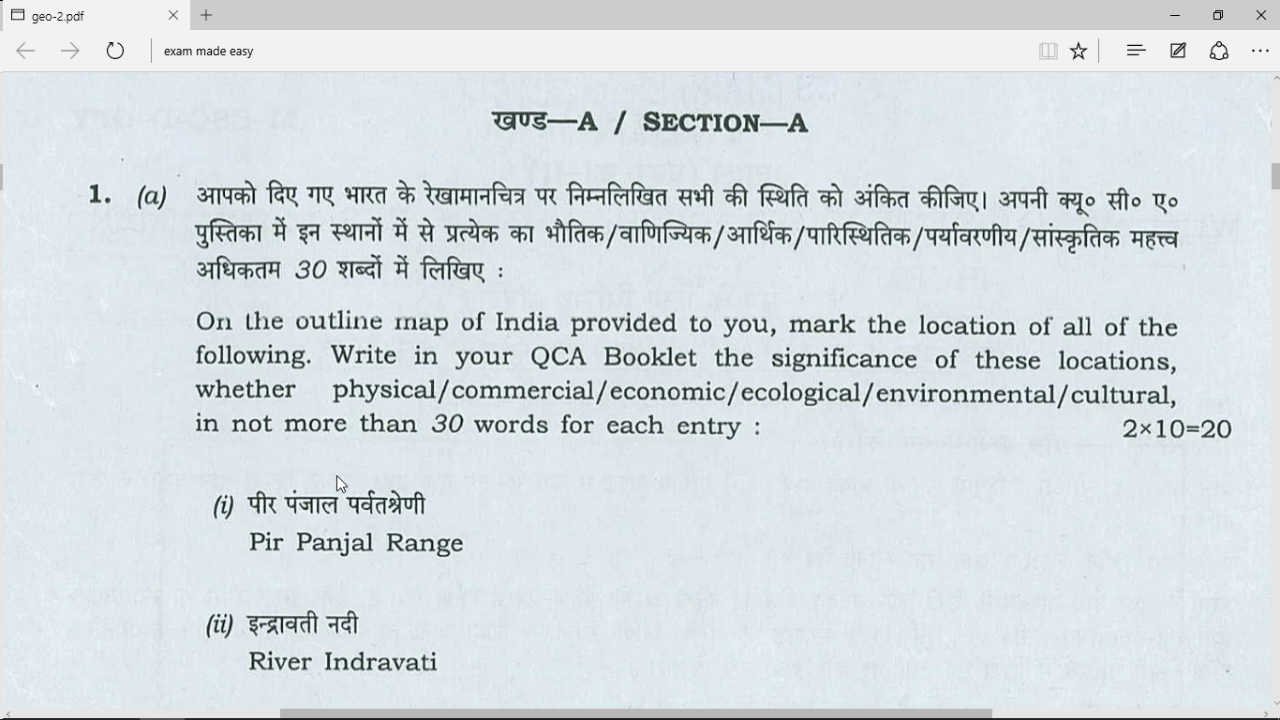 geo-2.pdf
exam made easy
खण्ड—A / SECTION—A
1. (a) आपको दिए गए भारत के रेखामानचित्र पर निम्नलिखित सभी की स्थिति को अंकित कीजिए। अपनी क्यू० सी० ए०
पुस्तिका में इन स्थानों में से प्रत्येक का भौतिक/वाणिज्यिक/आर्थिक/पारिस्थितिक/पर्यावरणीय/सांस्कृतिक महत्त्व
अधिकतम 30 शब्दों में लिखिए :
On the outline map of India provided to you, mark the location of all of the
following. Write in your QCA Booklet the significance of these locations,
whether physical/commercial/economic/ecological/environmental/cultural,
in not more than 30 words for each entry : 2×10=20
(i) पीर पंजाल पर्वतश्रेणी
Pir Panjal Range
(ii) इन्द्रावती नदी
River Indravati